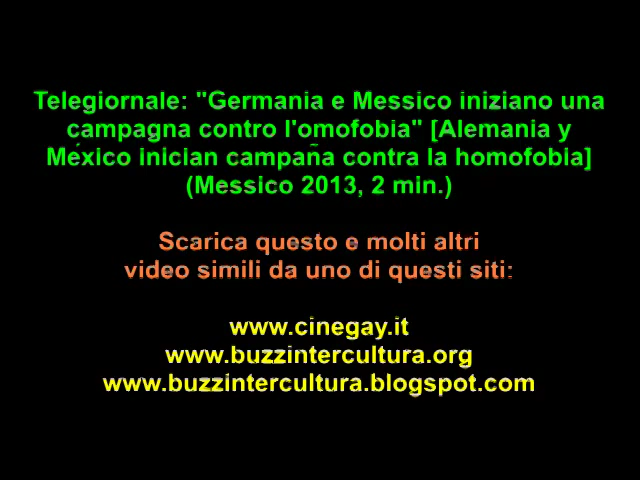 Telegiornale: "Germania e Messico iniziano una
campagna contro l'omofobia" [Alemania y
México inician campaña contra la homofobia]
(Messico 2013, 2 min.)
Scarica questo e molti altri
video simili da uno di questi siti:
www.cinegay.it
www.buzzintercultura.org
www.buzzintercultura.blogspot.com